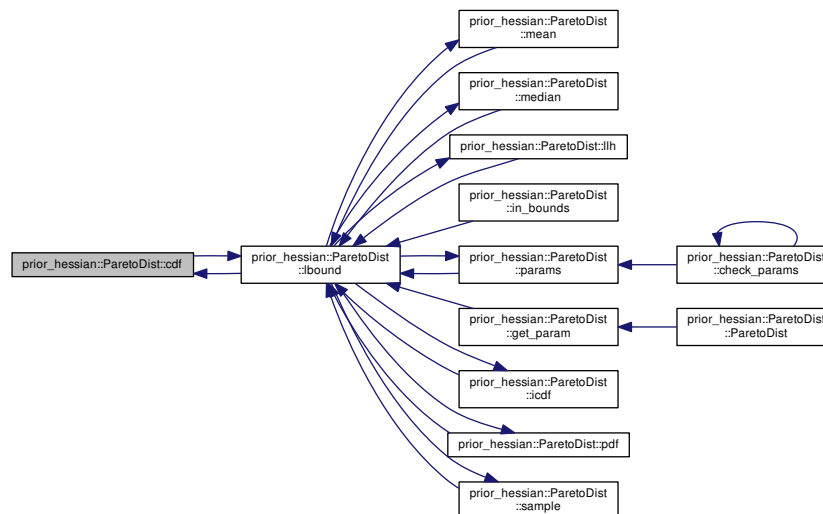 prior_hessian::ParetoDist::cdf
prior_hessian::ParetoDist
::lbound
prior_hessian::ParetoDist
::mean
prior_hessian::ParetoDist
::median
prior_hessian::ParetoDist::llh
prior_hessian::ParetoDist
::in_bounds
prior_hessian::ParetoDist
::params
prior_hessian::ParetoDist
::get_param
prior_hessian::ParetoDist
::icdf
prior_hessian::ParetoDist::pdf
prior_hessian::ParetoDist
::sample
prior_hessian::ParetoDist
::check_params
prior_hessian::ParetoDist
::ParetoDist